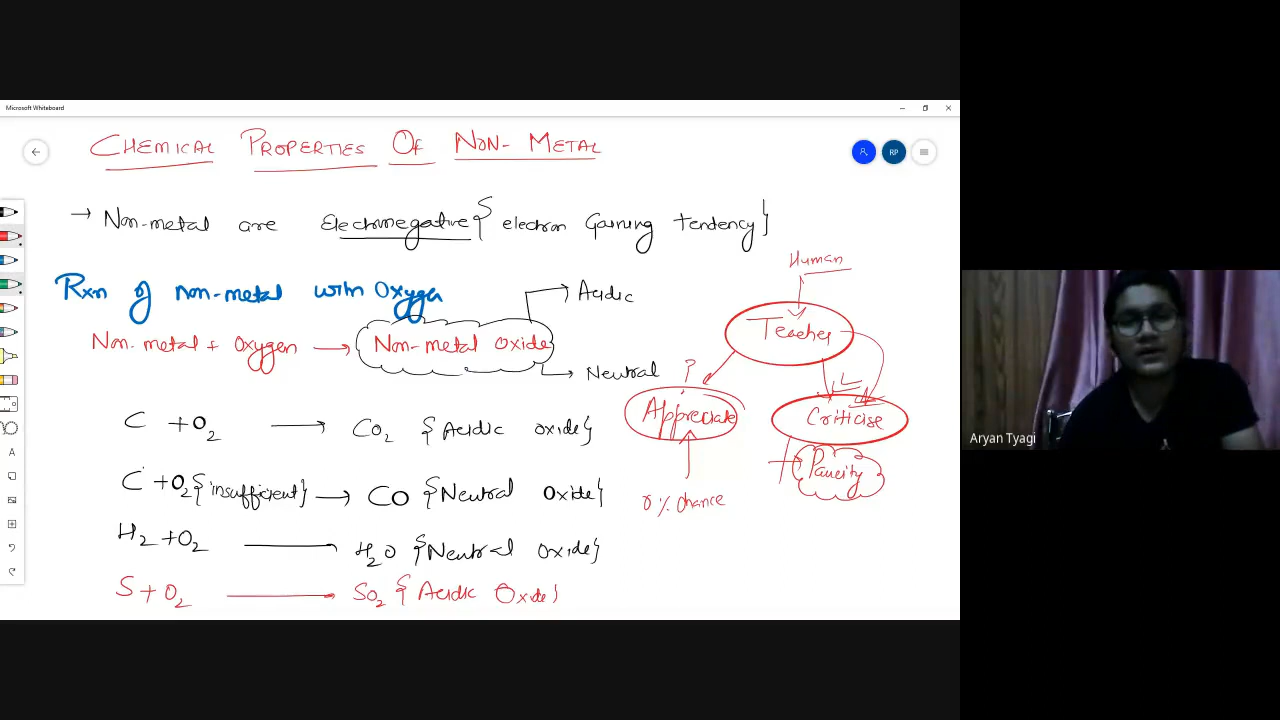 Microsoft Whiteboard
CHEMICAL PROPERTIES OF NON-METAL
RP
→ Non-metal are Electronegative { electron Gaining tendency }
Human
Rxn of non-metal with Oxygen
Acidic
Teacher
Non-metal + Oxygen → Non-metal Oxide
Neutral
P
Appreciate
Criticise
C + O2 → CO2 { Acidic oxide }
Aryan Tyagi
Paucity
C + O2 { insufficient } → CO { Neutral Oxide }
0 % chance
H2 + O2 → H2O { Neutral Oxide }
S + O2 → SO2 { Acidic Oxide }
A